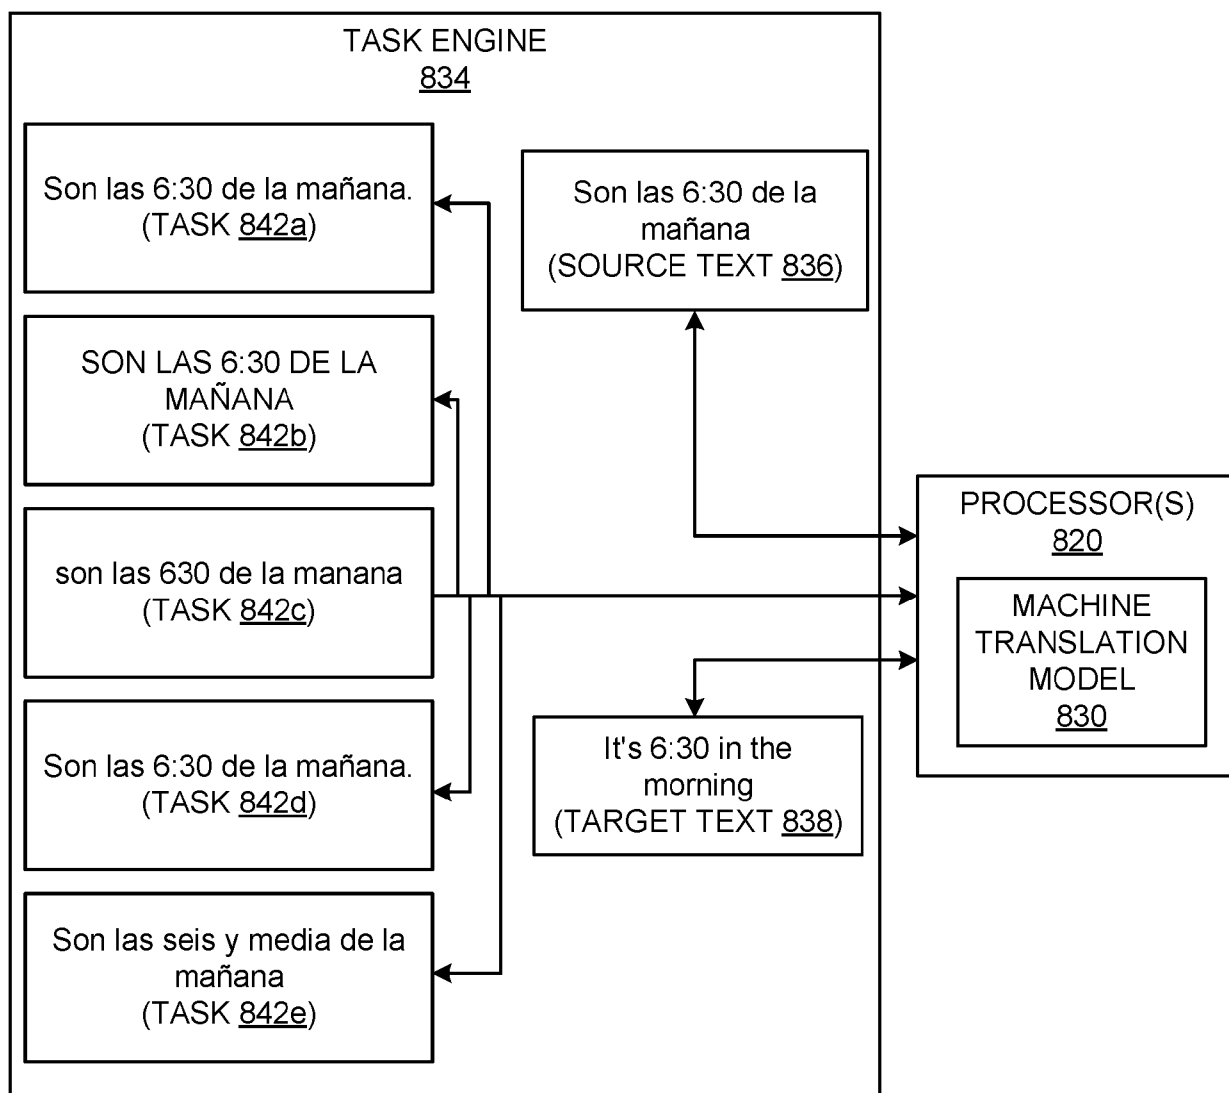 TASK ENGINE
834
Son las 6:30 de la mañana.
(TASK 842a)
SON LAS 6:30 DE LA
MAÑANA
(TASK 842b)
son las 630 de la manana
(TASK 842c)
Son las 6:30 de la mañana.
(TASK 842d)
Son las seis y media de la
mañana
(TASK 842e)
Son las 6:30 de la
mañana
(SOURCE TEXT 836)
It's 6:30 in the
morning
(TARGET TEXT 838)
PROCESSOR(S)
820
MACHINE
TRANSLATION
MODEL
830